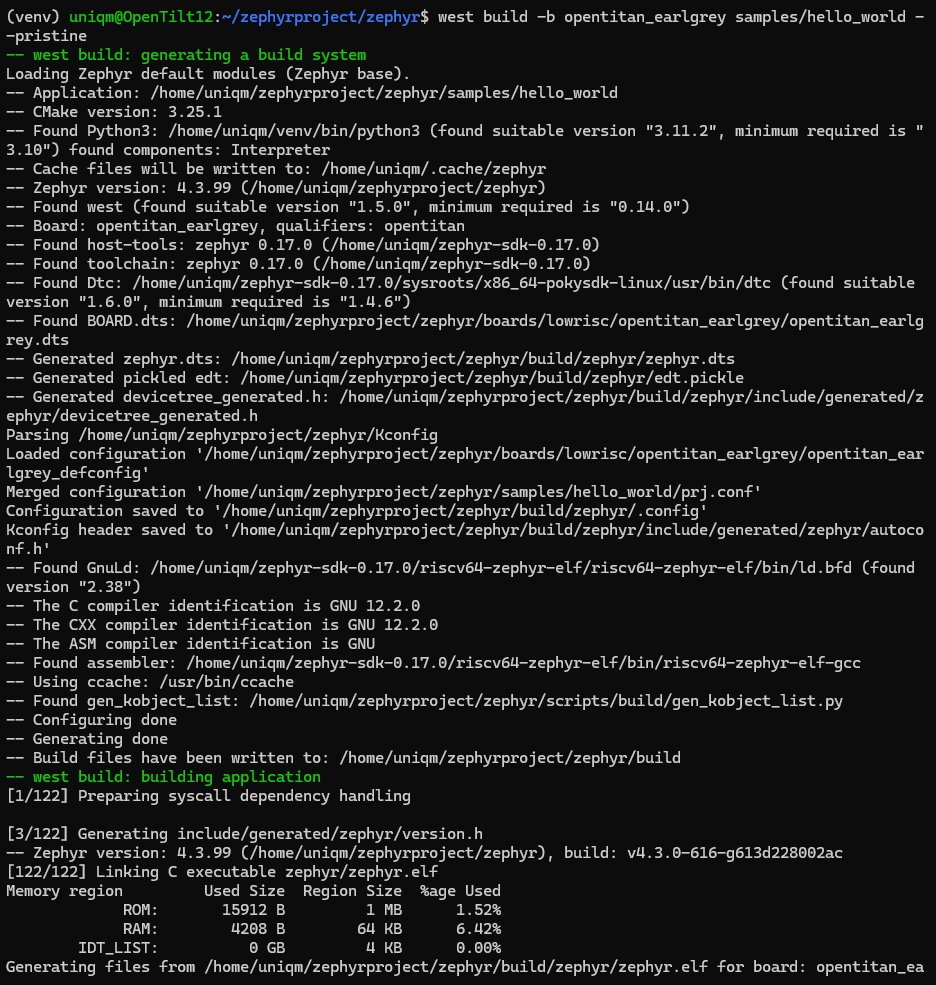 (venv) uniqm@OpenTilt12:~/zephyrproject/zephyr$ west build -b opentitan_earlgrey samples/hello_world -
-pristine
-- west build: generating a build system
Loading Zephyr default modules (Zephyr base).
-- Application: /home/uniqm/zephyrproject/zephyr/samples/hello_world
-- CMake version: 3.25.1
-- Found Python3: /home/uniqm/venv/bin/python3 (found suitable version "3.11.2", minimum required is "
3.10") found components: Interpreter
-- Cache files will be written to: /home/uniqm/.cache/zephyr
-- Zephyr version: 4.3.99 (/home/uniqm/zephyrproject/zephyr)
-- Found west (found suitable version "1.5.0", minimum required is "0.14.0")
-- Board: opentitan_earlgrey, qualifiers: opentitan
-- Found host-tools: zephyr 0.17.0 (/home/uniqm/zephyr-sdk-0.17.0)
-- Found toolchain: zephyr 0.17.0 (/home/uniqm/zephyr-sdk-0.17.0)
-- Found Dtc: /home/uniqm/zephyr-sdk-0.17.0/sysroots/x86_64-pokysdk-linux/usr/bin/dtc (found suitable
version "1.6.0", minimum required is "1.4.6")
-- Found BOARD.dts: /home/uniqm/zephyrproject/zephyr/boards/lowrisc/opentitan_earlgrey/opentitan_earlg
rey.dts
-- Generated zephyr.dts: /home/uniqm/zephyrproject/zephyr/build/zephyr/zephyr.dts
-- Generated pickled edt: /home/uniqm/zephyrproject/zephyr/build/zephyr/edt.pickle
-- Generated devicetree_generated.h: /home/uniqm/zephyrproject/zephyr/build/zephyr/include/generated/z
ephyr/devicetree_generated.h
Parsing /home/uniqm/zephyrproject/zephyr/Kconfig
Loaded configuration '/home/uniqm/zephyrproject/zephyr/boards/lowrisc/opentitan_earlgrey/opentitan_ear
lgrey_defconfig'
Merged configuration '/home/uniqm/zephyrproject/zephyr/samples/hello_world/prj.conf'
Configuration saved to '/home/uniqm/zephyrproject/zephyr/build/zephyr/.config'
Kconfig header saved to '/home/uniqm/zephyrproject/zephyr/build/zephyr/include/generated/zephyr/autoco
nf.h'
-- Found GnuLd: /home/uniqm/zephyr-sdk-0.17.0/riscv64-zephyr-elf/riscv64-zephyr-elf/bin/ld.bfd (found
version "2.38")
-- The C compiler identification is GNU 12.2.0
-- The CXX compiler identification is GNU 12.2.0
-- The ASM compiler identification is GNU
-- Found assembler: /home/uniqm/zephyr-sdk-0.17.0/riscv64-zephyr-elf/bin/riscv64-zephyr-elf-gcc
-- Using ccache: /usr/bin/ccache
-- Found gen_kobject_list: /home/uniqm/zephyrproject/zephyr/scripts/build/gen_kobject_list.py
-- Configuring done
-- Generating done
-- Build files have been written to: /home/uniqm/zephyrproject/zephyr/build
-- west build: building application
[1/122] Preparing syscall dependency handling
[3/122] Generating include/generated/zephyr/version.h
-- Zephyr version: 4.3.99 (/home/uniqm/zephyrproject/zephyr), build: v4.3.0-616-g613d228002ac
[122/122] Linking C executable zephyr/zephyr.elf
Memory region         Used Size  Region Size  %age Used
             ROM:       15912 B         1 MB      1.52%
             RAM:        4208 B        64 KB      6.42%
        IDT_LIST:          0 GB         4 KB      0.00%
Generating files from /home/uniqm/zephyrproject/zephyr/build/zephyr/zephyr.elf for board: opentitan_ea